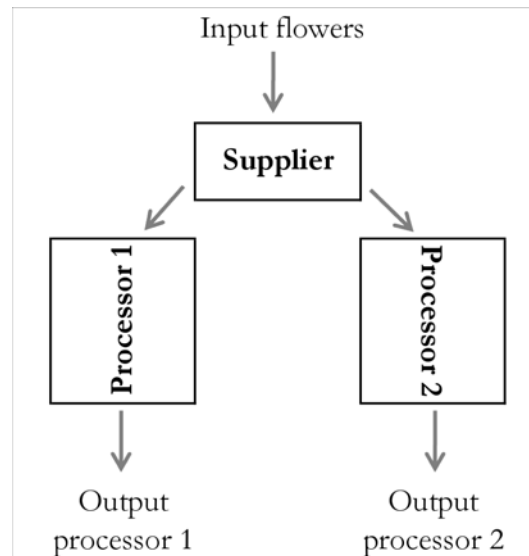 Input flowers
Supplier
Processor 1
Processor 2
Output
processor 1
Output
processor 2